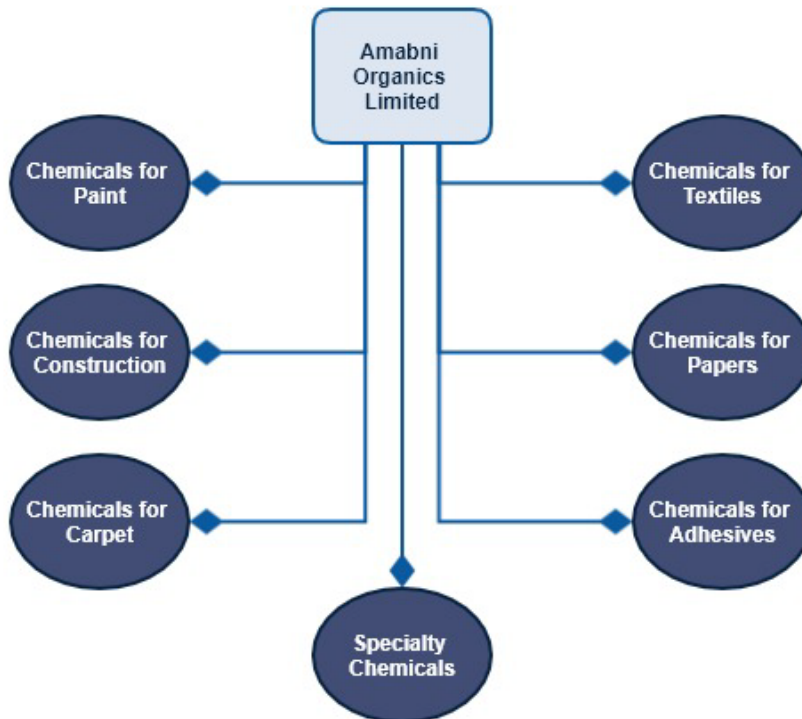 Amabni
Organics
Limited
Chemicals for
Paint
Chemicals for
Textiles
Chemicals for
Construction
Chemicals for
Papers
Chemicals for
Carpet
Chemicals for
Adhesives
Specialty
Chemicals